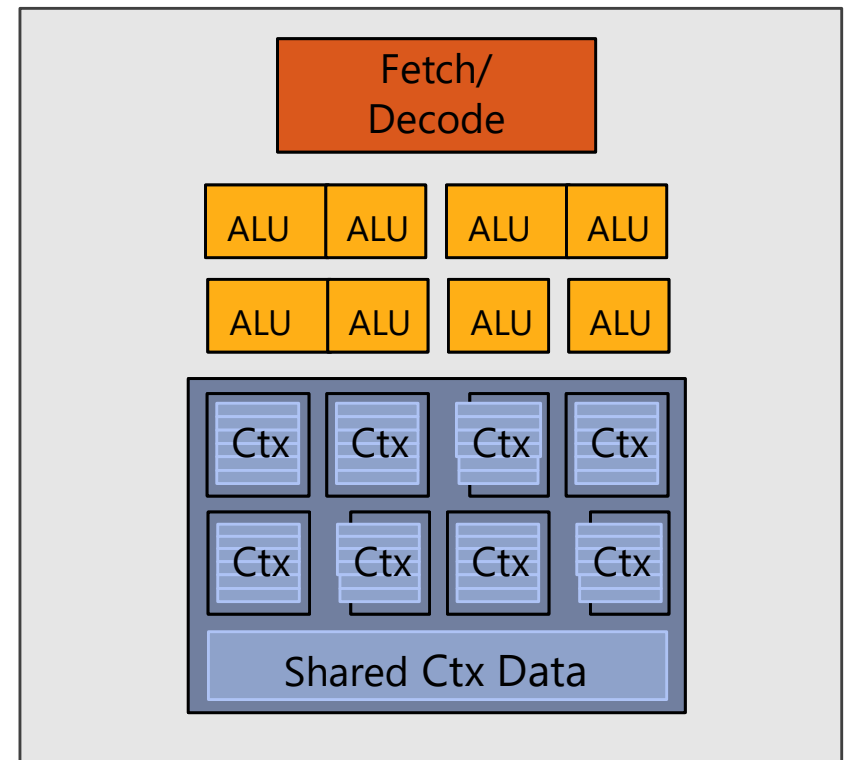 Fetch/
Decode
ALU ALU ALU ALU
ALU ALU ALU ALU
Ctx Ctx Ctx Ctx
Ctx Ctx Ctx Ctx
Shared Ctx Data